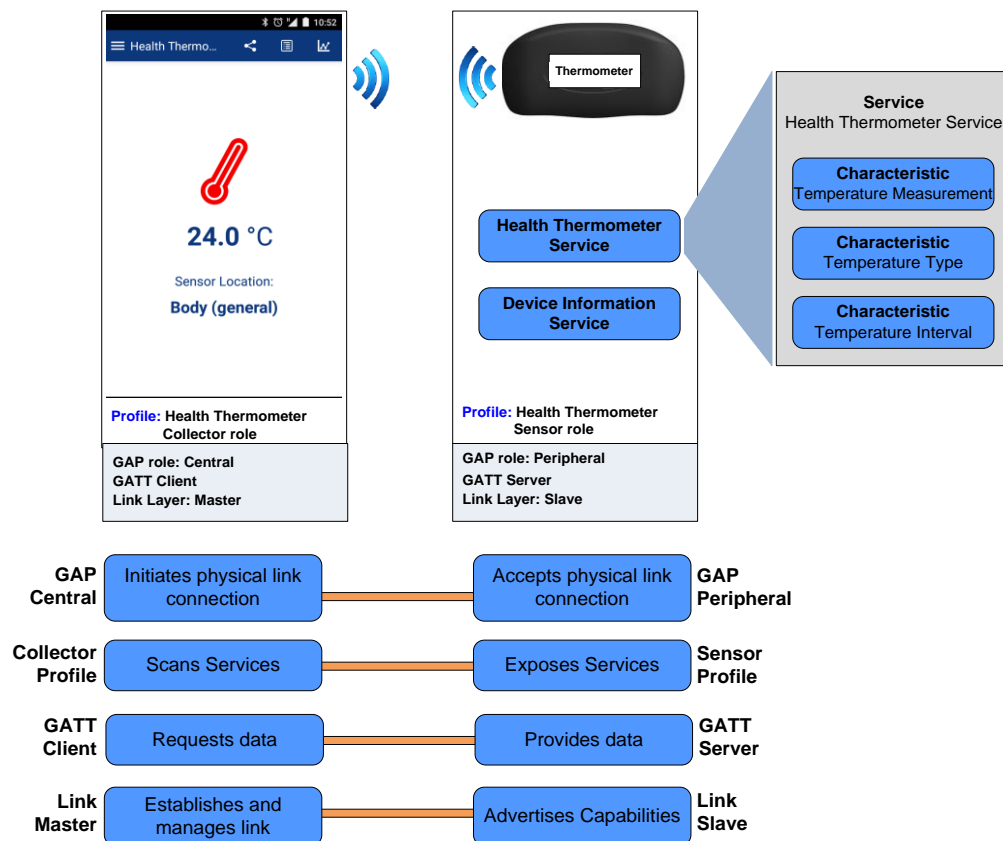 10:52
Health Thermo...
24.0 °C
Sensor Location:
Body (general)
Profile: Health Thermometer
Collector role
GAP role: Central
GATT Client
Link Layer: Master
Thermometer
Health Thermometer
Service
Device Information
Service
Profile: Health Thermometer
Sensor role
GAP role: Peripheral
GATT Server
Link Layer: Slave
Service
Health Thermometer Service
Characteristic
Temperature Measurement
Characteristic
Temperature Type
Characteristic
Temperature Interval
GAP
Central
Initiates physical link
connection
Accepts physical link
connection
GAP
Peripheral
Collector
Profile
Scans Services
Exposes Services
Sensor
Profile
GATT
Client
Requests data
Provides data
GATT
Server
Link
Master
Establishes and
manages link
Advertises Capabilities
Link
Slave